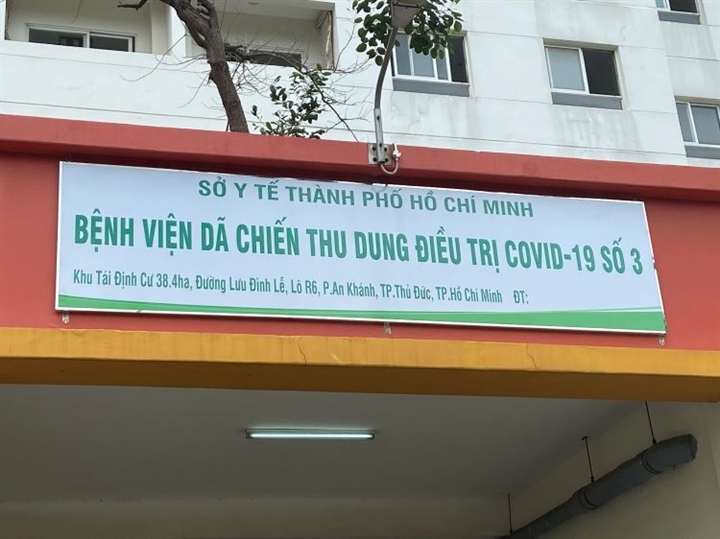 SỞ Y TẾ THÀNH PHỐ HỒ CHÍ MINH
BỆNH VIỆN DÃ CHIẾN THU DUNG ĐIỀU TRỊ COVID-19 SỐ 3
Khu Tái Định Cư 38.4ha, Đường Lưu Đình Lễ, Lô R6, P.An Khánh, TP.Thủ Đức, TP.Hồ Chí Minh ĐT: